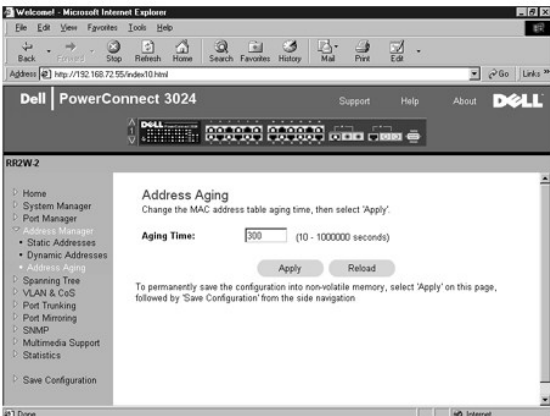 Welcome! - Microsoft Internet Explorer
File Edit View Favorites Tools Help
Back Forward Stop Refresh Home Search Favorites History Mail Print Edit
Address http://192.168.72.55/index10.html Go Links »
Dell PowerConnect 3024 Support Help About DELL
DELL
1
RR2W-2
Home
System Manager
Port Manager
Address Manager
Static Addresses
Dynamic Addresses
Address Aging
Spanning Tree
VLAN & CoS
Port Trunking
Port Mirroring
SNMP
Multimedia Support
Statistics
Save Configuration
Address Aging
Change the MAC address table aging time, then select 'Apply'.
Aging Time: 300 (10 - 1000000 seconds)
Apply Reload
To permanently save the configuration into non-volatile memory, select 'Apply' on this page,
followed by 'Save Configuration' from the side navigation
Done Internet